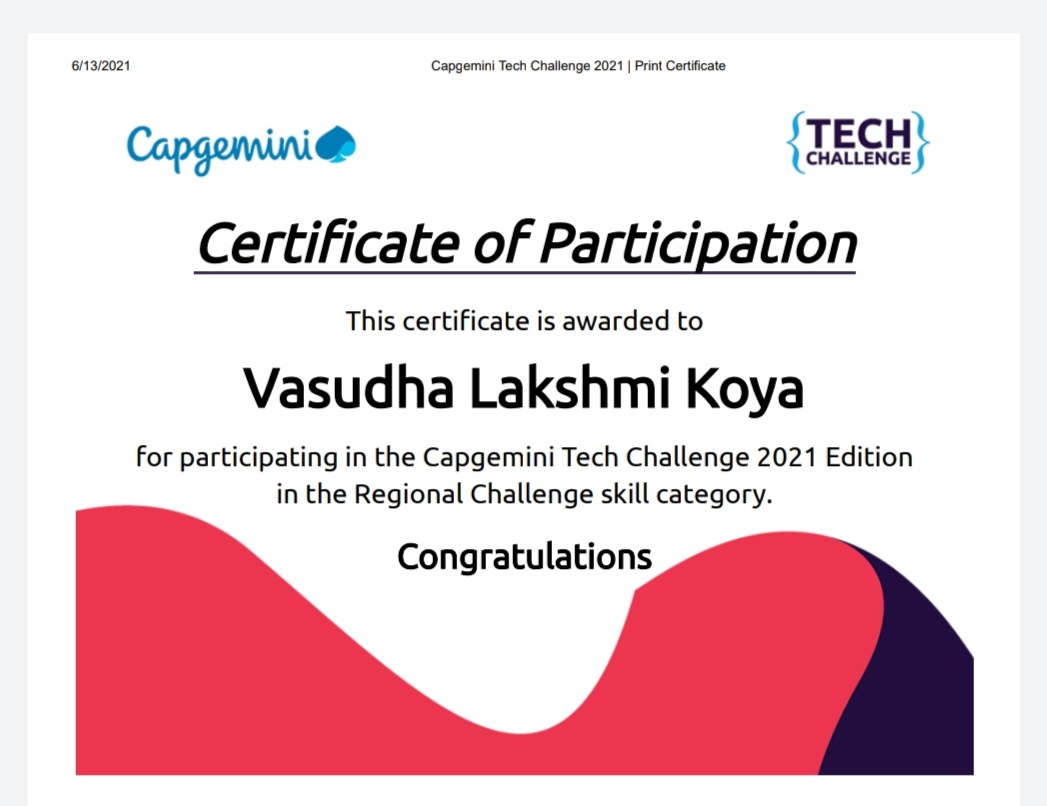 6/13/2021
Capgemini Tech Challenge 2021 | Print Certificate
Capgemini
{TECH
CHALLENGE}
Certificate of Participation
This certificate is awarded to
Vasudha Lakshmi Koya
for participating in the Capgemini Tech Challenge 2021 Edition
in the Regional Challenge skill category.
Congratulations